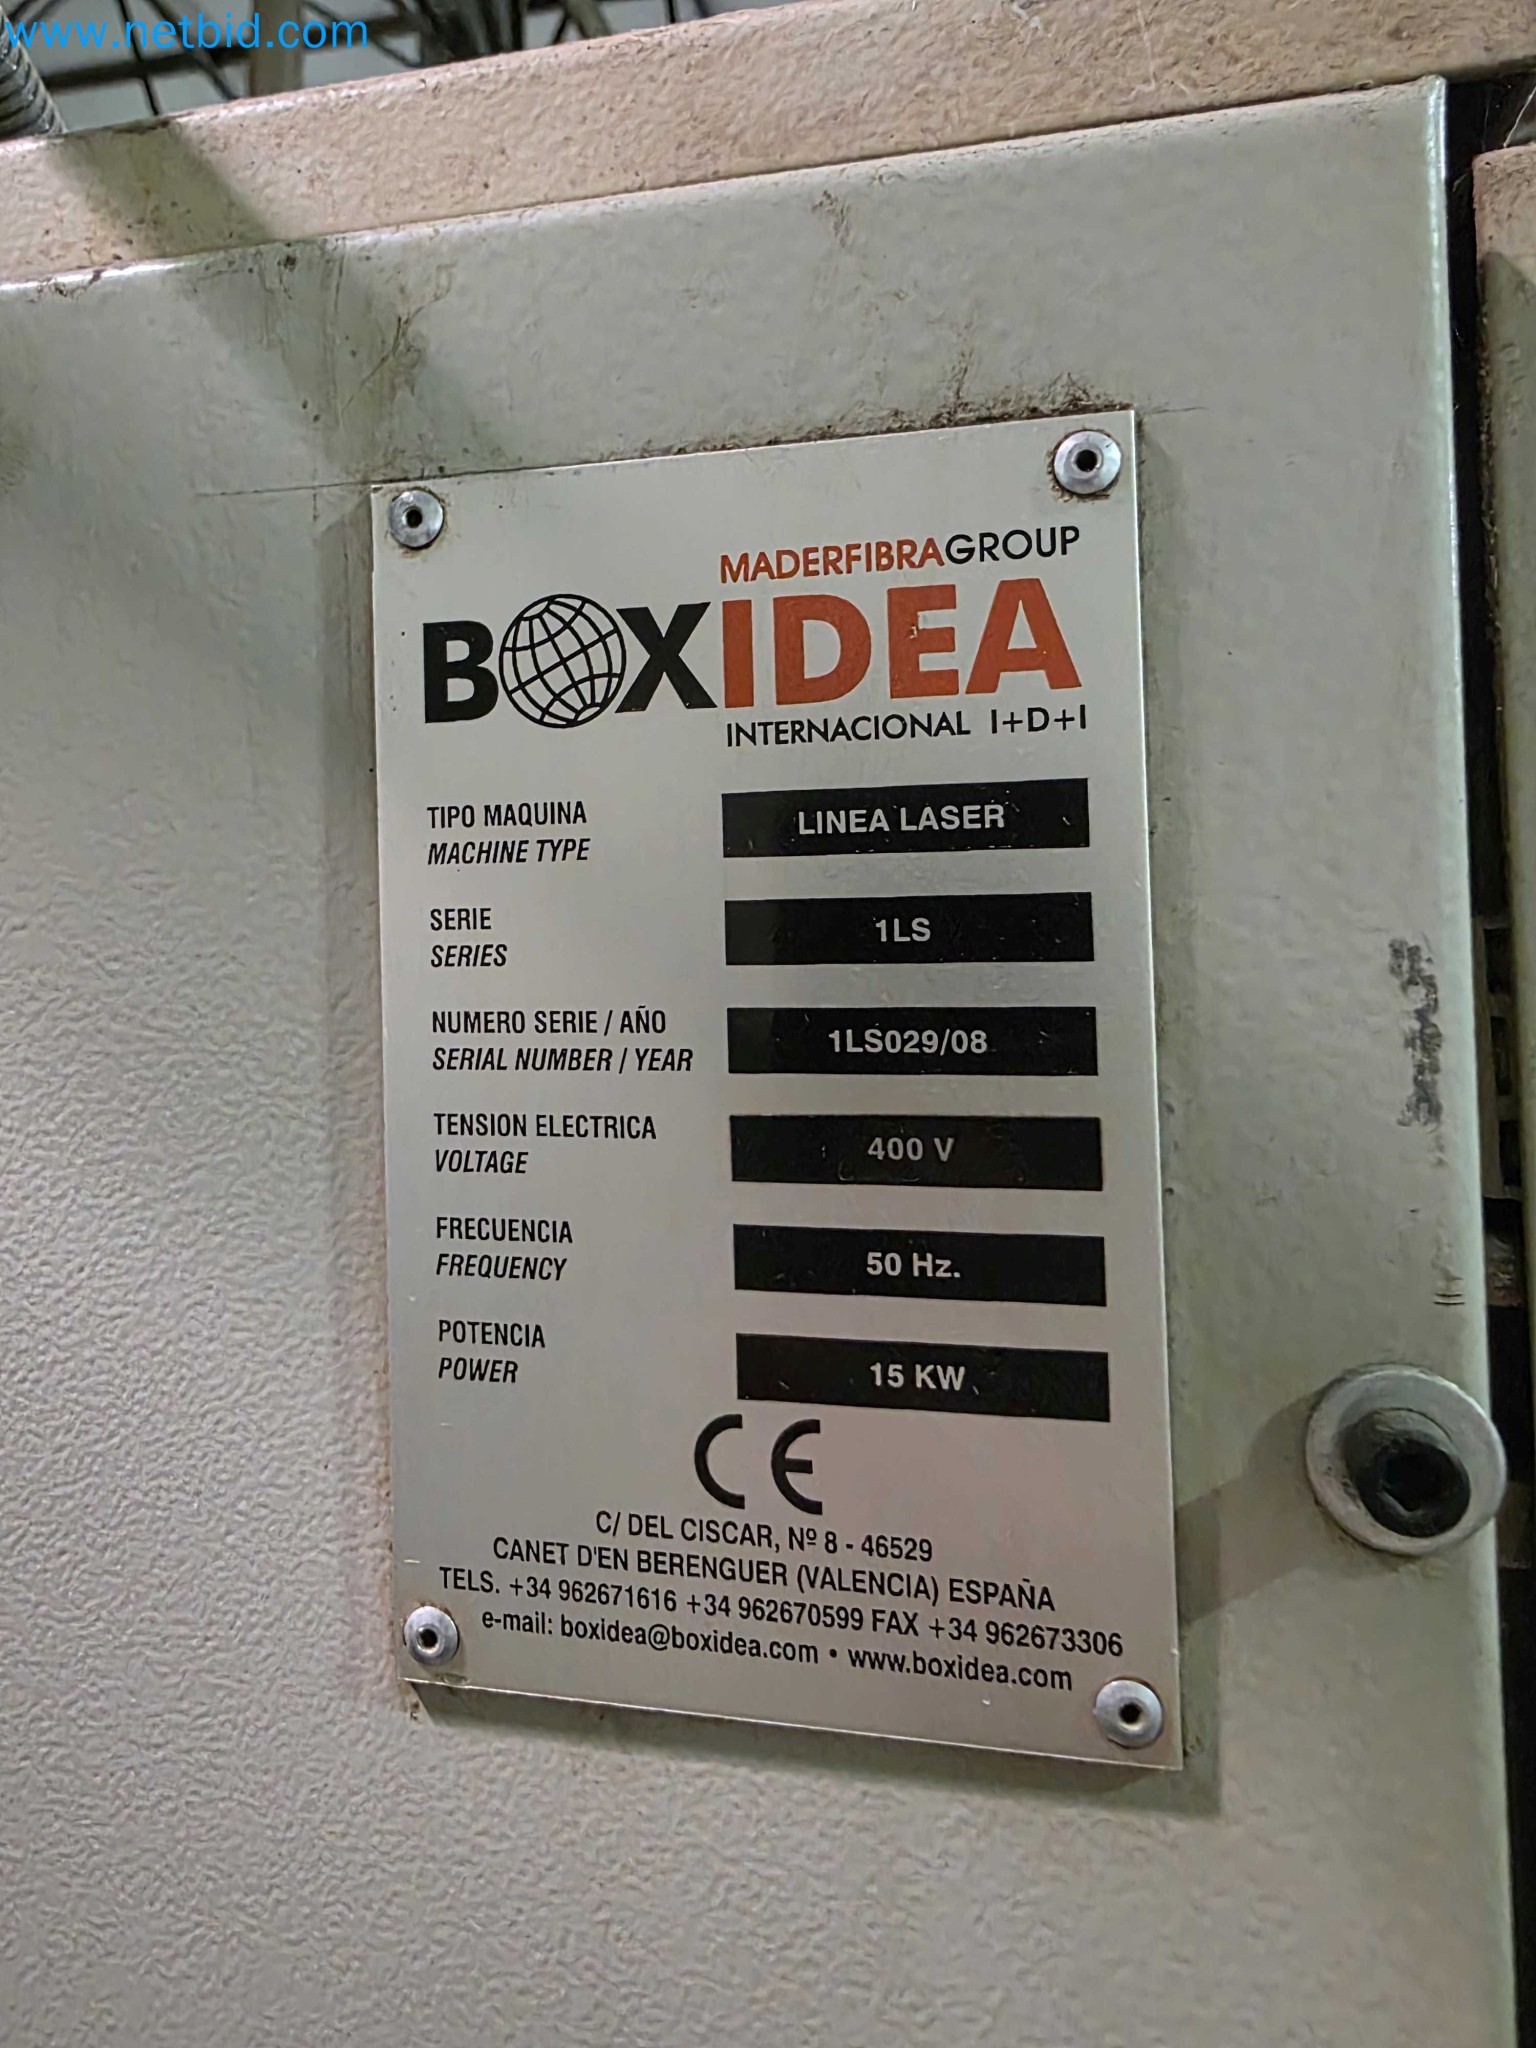 www.netbid.com
MADERFIBRAGROUP
BOXIDEA
INTERNACIONAL I+D+I
TIPO MAQUINA
MACHINE TYPE
LINEA LASER
SERIE
SERIES
1LS
NUMERO SERIE / AÑO
SERIAL NUMBER / YEAR
1LS029/08
TENSION ELECTRICA
VOLTAGE
400 V
FRECUENCIA
FREQUENCY
50 Hz.
POTENCIA
POWER
15 KW
CE
C/ DEL CISCAR, Nº 8 - 46529
CANET D'EN BERENGUER (VALENCIA) ESPAÑA
TELS. +34 962671616 +34 962670599 FAX +34 962673306
e-mail: boxidea@boxidea.com • www.boxidea.com